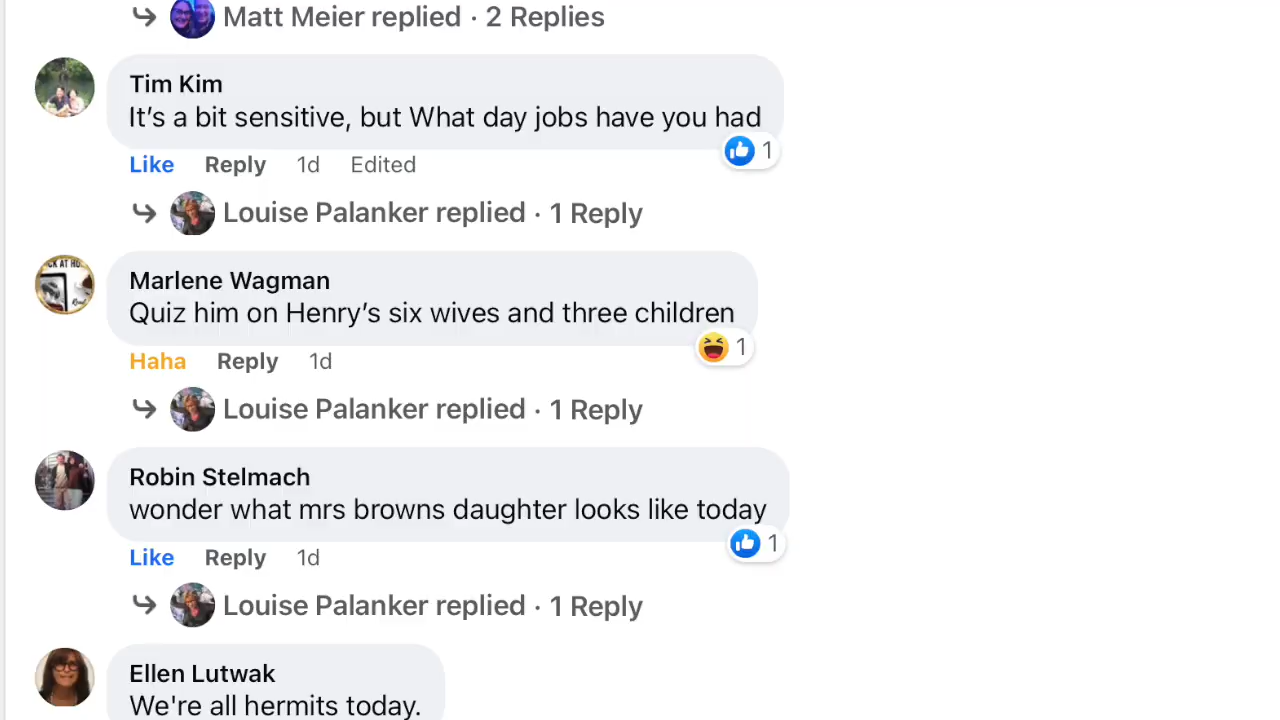 Matt Meier replied · 2 Replies
Tim Kim
It’s a bit sensitive, but What day jobs have you had
1
Like Reply 1d Edited
Louise Palanker replied · 1 Reply
Marlene Wagman
Quiz him on Henry’s six wives and three children
1
Haha Reply 1d
Louise Palanker replied · 1 Reply
Robin Stelmach
wonder what mrs browns daughter looks like today
1
Like Reply 1d
Louise Palanker replied · 1 Reply
Ellen Lutwak
We're all hermits today.